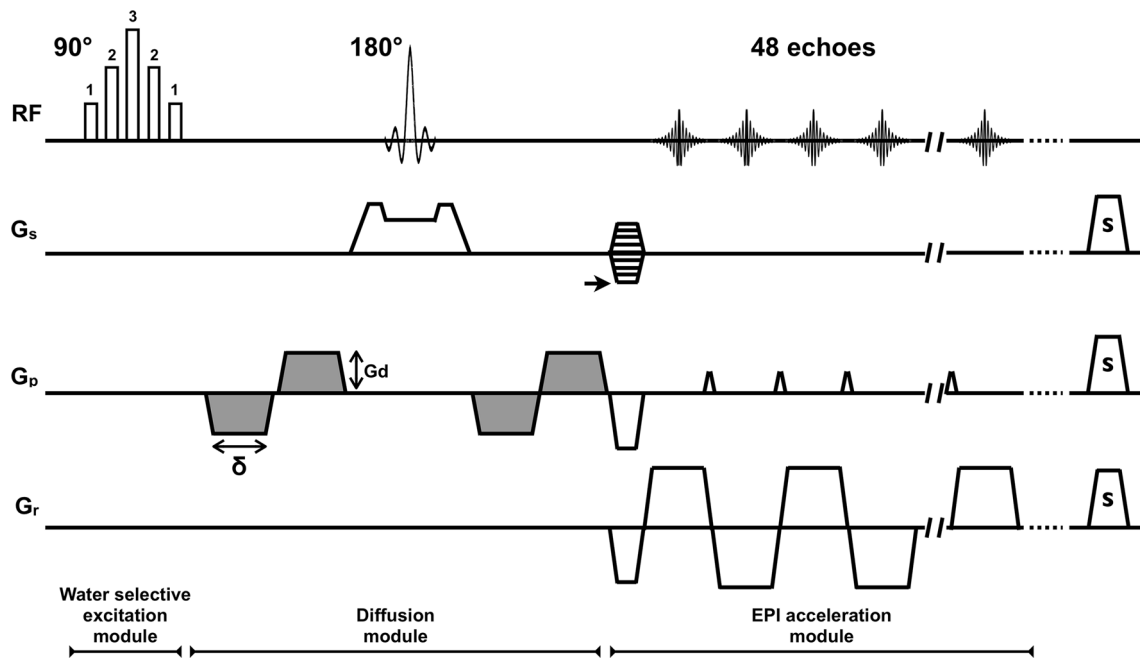 90°
1
2
3
2
1
180°
48 echoes
RF
Gs
S
Gp
Gd
δ
S
Gr
S
Water selective
excitation
module
Diffusion
module
EPI acceleration
module